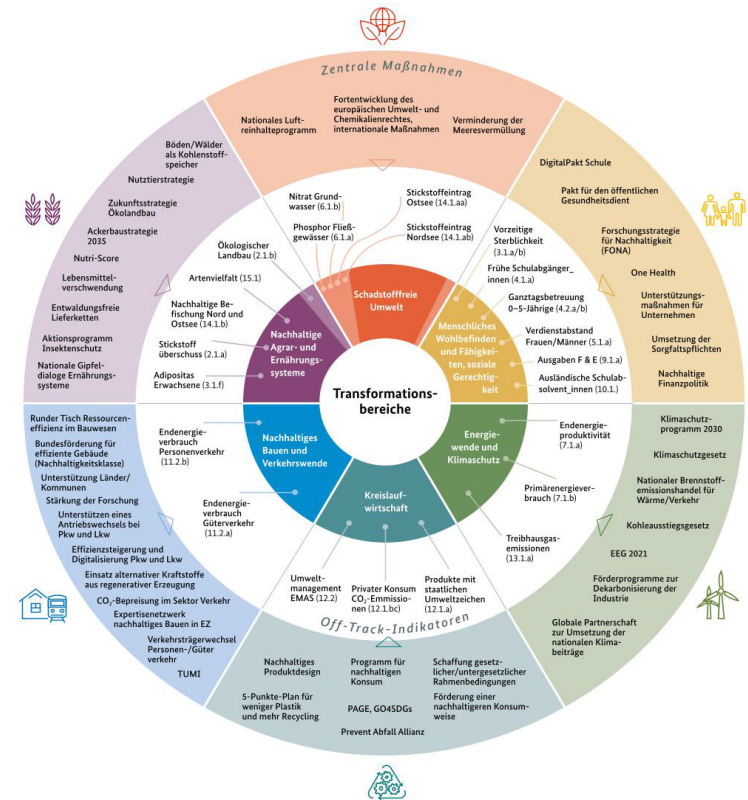 Zentrale Maßnahmen
Nationales Luft-
reinhalteprogramm
Fortentwicklung des
europäischen Umwelt- und
Chemikalienrechtes,
internationale Maßnahmen
Verminderung der
Meeresvermüllung
DigitalPakt Schule
Pakt für den öffentlichen
Gesundheitsdient
Forschungsstrategie
für Nachhaltigkeit
(FONA)
One Health
Unterstützungs-
maßnahmen für
Unternehmen
Umsetzung der
Sorgfaltspflichten
Nachhaltige
Finanzpolitik
Klimaschutz-
programm 2030
Klimaschutzgesetz
Nationaler Brennstoff-
emissionshandel für
Wärme/Verkehr
Kohleausstiegsgesetz
EEG 2021
Förderprogramme zur
Dekarbonisierung der
Industrie
Globale Partnerschaft
zur Umsetzung der
nationalen Klima-
beiträge
Schaffung gesetz-
licher/untergesetzlicher
Rahmenbedingungen
Förderung einer
nachhaltigeren Konsum-
weise
Programm für
nachhaltigen
Konsum
PAGE, GO4SDGs
Prevent Abfall Allianz
Nachhaltiges
Produktdesign
5-Punkte-Plan für
weniger Plastik
und mehr Recycling
Runder Tisch Ressourcen-
effizienz im Bauwesen
Bundesförderung für
effiziente Gebäude
(Nachhaltigkeitsklasse)
Unterstützung Länder/
Kommunen
Stärkung der Forschung
Unterstützen eines
Antriebswechsels bei
Pkw und Lkw
Effizienzsteigerung und
Digitalisierung Pkw und Lkw
Einsatz alternativer Kraftstoffe
aus regenerativer Erzeugung
CO₂-Bepreisung im Sektor Verkehr
Expertisenetzwerk
nachhaltiges Bauen in EZ
Verkehrsträgerwechsel
Personen-/Güter
verkehr
TUMI
Böden/Wälder
als Kohlenstoff-
speicher
Nutztierstrategie
Zukunftsstrategie
Ökolandbau
Ackerbaustrategie
2035
Nutri-Score
Lebensmittel-
verschwendung
Entwaldungsfreie
Lieferketten
Aktionsprogramm
Insektenschutz
Nationale Gipfel-
dialoge Ernährungs-
systeme
Nitrat Grund-
wasser (6.1.b)
Phosphor Fließ-
gewässer (6.1.a)
Stickstoffeintrag
Ostsee (14.1.aa)
Stickstoffeintrag
Nordsee (14.1.ab)
Vorzeitige
Sterblichkeit
(3.1.a/b)
Frühe Schulabgänger_
innen (4.1.a)
Ganztagsbetreuung
0–5-Jährige (4.2.a/b)
Verdienstabstand
Frauen/Männer (5.1.a)
Ausgaben F & E (9.1.a)
Ausländische Schulab-
solvent_innen (10.1.)
Endenergie-
produktivität
(7.1.a)
Primärenergiever-
brauch (7.1.b)
Treibhausgas-
emissionen
(13.1.a)
Produkte mit
staatlichen
Umweltzeichen
(12.1.a)
Privater Konsum
CO₂-Emmissio-
nen (12.1.bc)
Umwelt-
management
EMAS (12.2)
Off-Track-Indikatoren
Endenergie-
verbrauch
Güterverkehr
(11.2.a)
Endenergie-
verbrauch
Personenverkehr
(11.2.b)
Adipositas
Erwachsene (3.1.f)
Stickstoff
überschuss (2.1.a)
Nachhaltige Be-
fischung Nord und
Ostsee (14.1.b)
Artenvielfalt (15.1)
Ökologischer
Landbau (2.1.b)
Schadstofffreie
Umwelt
Menschliches
Wohlbefinden
und Fähigkei-
ten, soziale
Gerechtig-
keit
Energie-
wende und
Klimaschutz
Kreislauf-
wirtschaft
Nachhaltiges
Bauen und
Verkehrswende
Nachhaltige
Agrar- und
Ernährungs-
systeme
Transformations-
bereiche